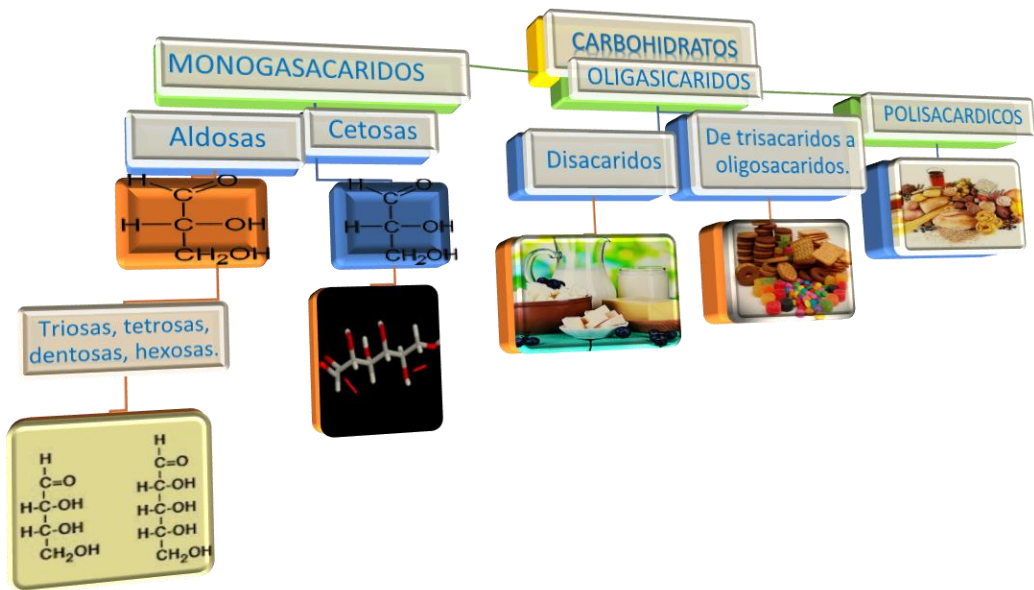 CARBOHIDRATOS
MONOGASACARIDOS
OLIGASICARIDOS
POLISACARDICOS
Aldosas
Cetosas
Disacaridos
De trisacaridos a
oligosacaridos.
H O
H C OH
CH₂OH
H O
H C OH
CH₂OH
Triosas, tetrosas,
dentosas, hexosas.
H
C=O
H-C-OH
H-C-OH
CH₂OH
H
C=O
H-C-OH
H-C-OH
H-C-OH
CH₂OH